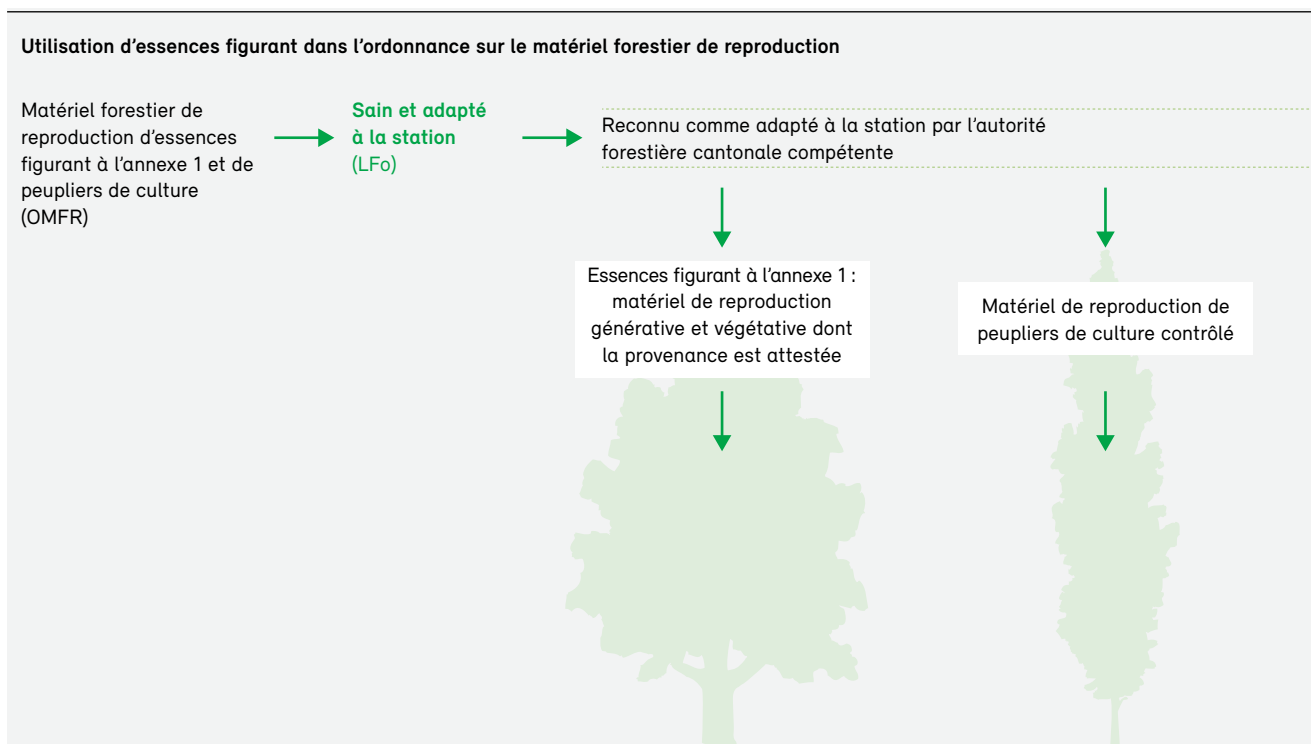 Utilisation d'essences figurant dans l'ordonnance sur le matériel forestier de reproduction
Matériel forestier de
reproduction d'essences
figurant à l'annexe 1 et de
peupliers de culture
(OMFR)
Sain et adapté
à la station
(LFo)
Reconnu comme adapté à la station par l'autorité
forestière cantonale compétente
Essences figurant à l'annexe 1 :
matériel de reproduction
générative et végétative dont
la provenance est attestée
Matériel de reproduction de
peupliers de culture contrôlé